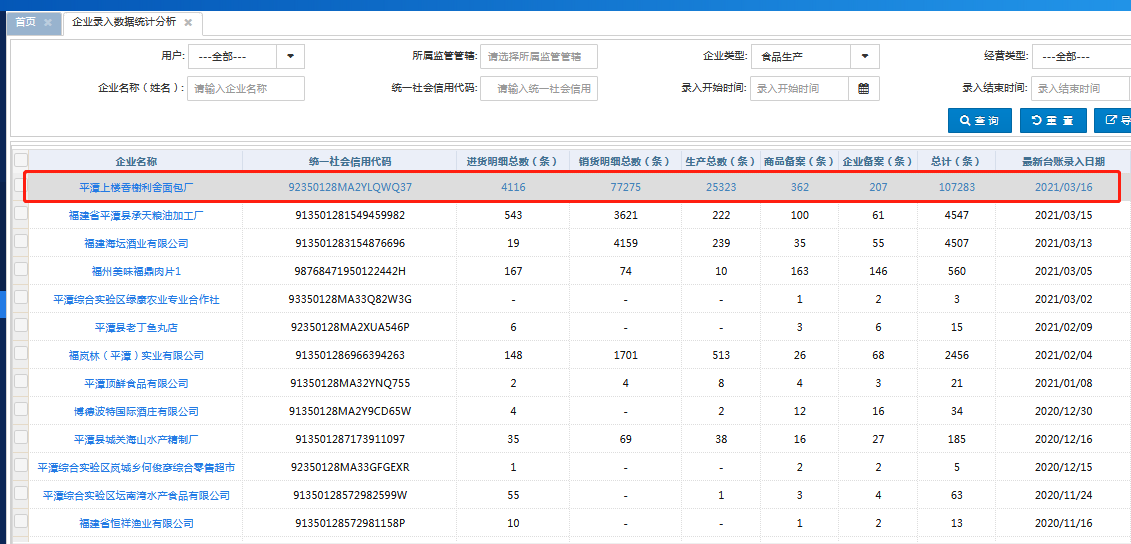 首页 ✖ 企业录入数据统计分析 ✖
用户: ---全部--- 所属监管管辖: 请选择所属监管管辖 企业类型: 食品生产 经营类型: ---全部---
企业名称（姓名）: 请输入企业名称 统一社会信用代码: 请输入统一社会信用 录入开始时间: 录入开始时间 录入结束时间: 录入结束时间
查询 重置 导
企业名称 统一社会信用代码 进货明细总数（条） 销货明细总数（条） 生产总数（条） 商品备案（条） 企业备案（条） 总计（条） 最新台账录入日期
平潭上楼香榭利舍面包厂 92350128MA2YLQWQ37 4116 77275 25323 362 207 107283 2021/03/16
福建省平潭县承天粮油加工厂 913501281549459982 543 3621 222 100 61 4547 2021/03/15
福建海坛酒业有限公司 913501283154876696 19 4159 239 35 55 4507 2021/03/13
福州美味福鼎肉片1 98768471950122442H 167 74 10 163 146 560 2021/03/05
平潭综合实验区绿康农业专业合作社 93350128MA33Q82W3G - - - 1 2 3 2021/03/02
平潭县老丁鱼丸店 92350128MA2XUA546P 6 - - 3 6 15 2021/02/09
福岚林（平潭）实业有限公司 913501286966394263 148 1701 513 26 68 2456 2021/02/04
平潭顶鲜食品有限公司 91350128MA32YNQ755 2 4 8 4 3 21 2021/01/08
博德波特国际酒庄有限公司 91350128MA2Y9CD65W 4 - 2 12 16 34 2020/12/30
平潭县城关海山水产精制厂 913501287173911097 35 69 38 16 27 185 2020/12/16
平潭综合实验区岚城乡何俊彦综合零售超市 92350128MA33GFGEXR 1 - - 2 2 5 2020/12/15
平潭综合实验区坛南湾水产食品有限公司 91350128572982599W 55 - 1 3 4 63 2020/11/24
福建省恒祥渔业有限公司 91350128572981158P 10 - - 1 2 13 2020/11/16